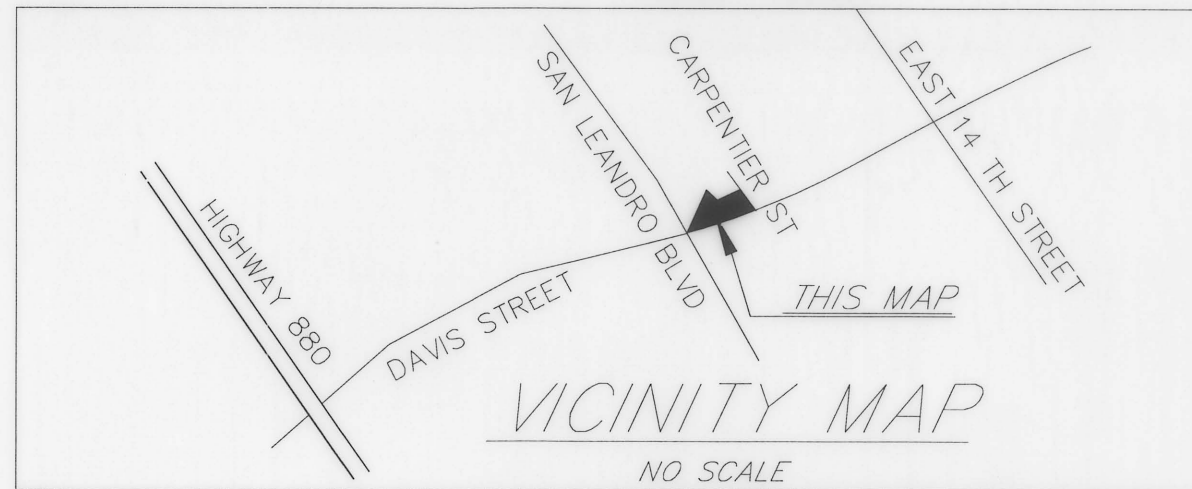 SAN LEANDRO BLVD
CARPENTIER ST
EAST 14 TH STREET
HIGHWAY 880
DAVIS STREET
THIS MAP
VICINITY MAP
NO SCALE